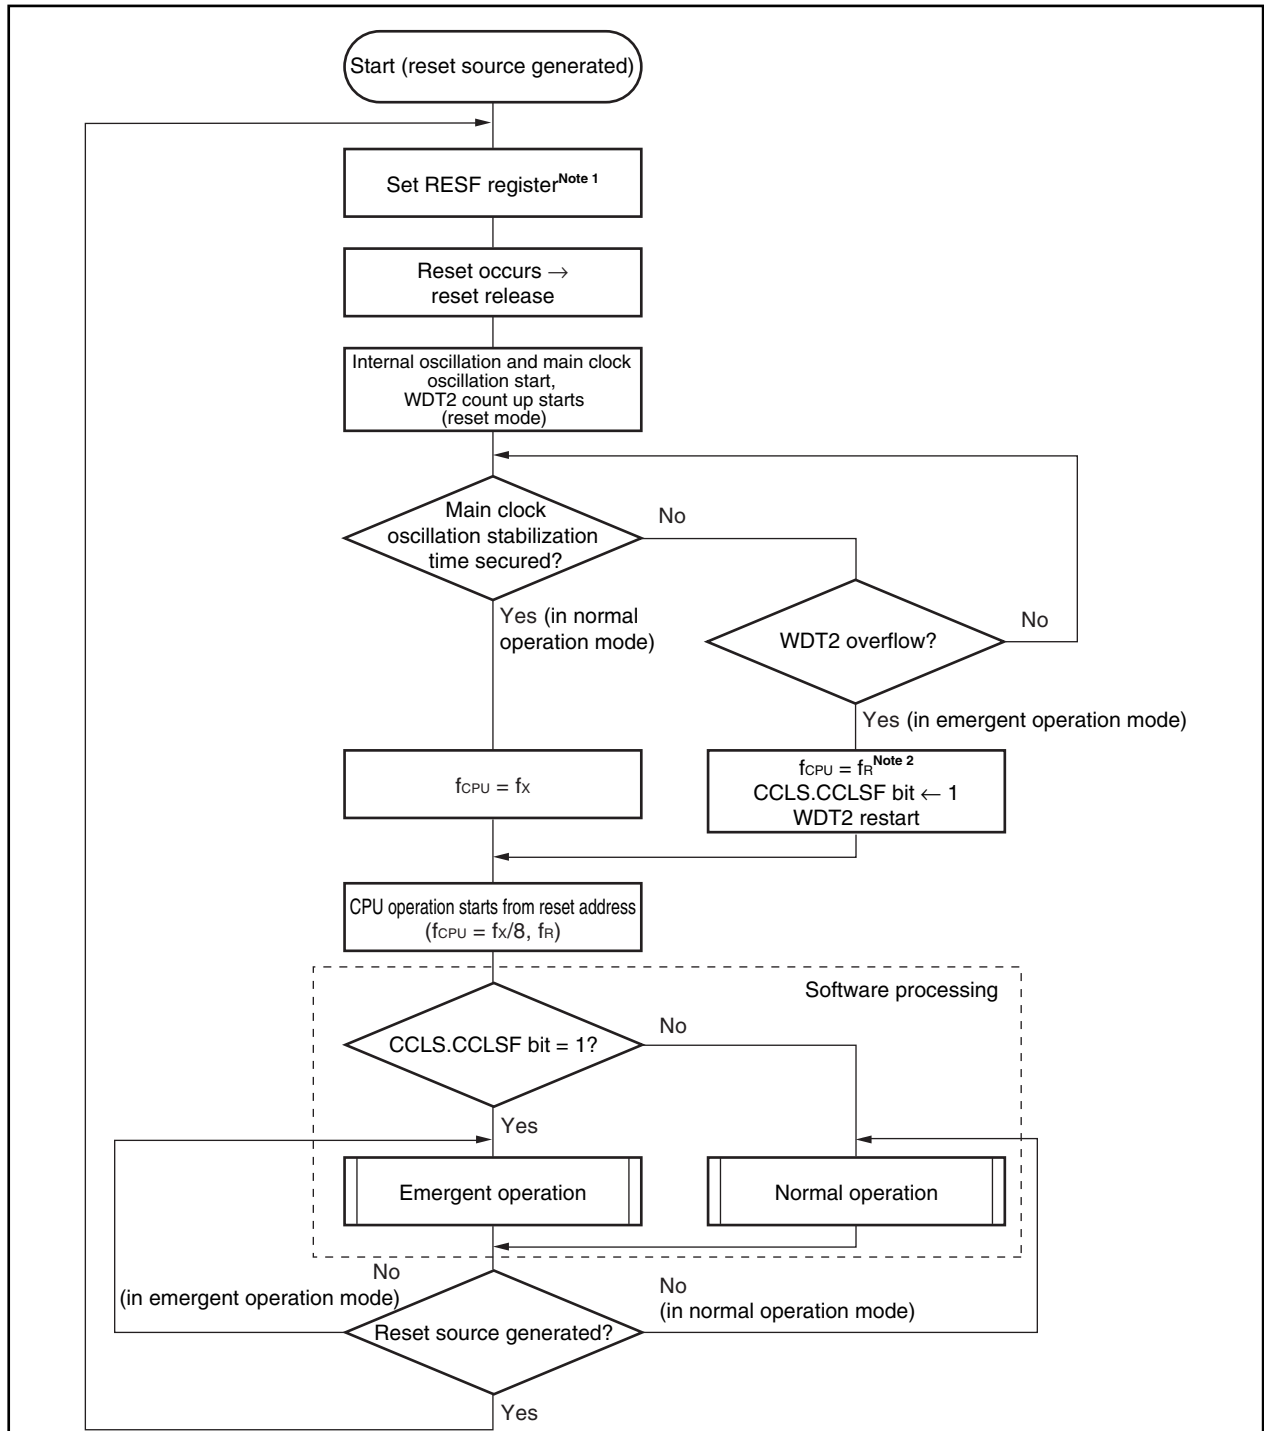 Start (reset source generated)
Set RESF registerNote 1
Reset occurs →
reset release
Internal oscillation and main clock
oscillation start,
WDT2 count up starts
(reset mode)
Main clock
oscillation stabilization
time secured?
No
Yes (in normal
operation mode)
WDT2 overflow?
No
Yes (in emergent operation mode)
fCPU = fX
fCPU = fRNote 2
CCLS.CCLSF bit ← 1
WDT2 restart
CPU operation starts from reset address
(fCPU = fX/8, fR)
Software processing
CCLS.CCLSF bit = 1?
No
Yes
Emergent operation
Normal operation
No
(in emergent operation mode)
No
(in normal operation mode)
Reset source generated?
Yes